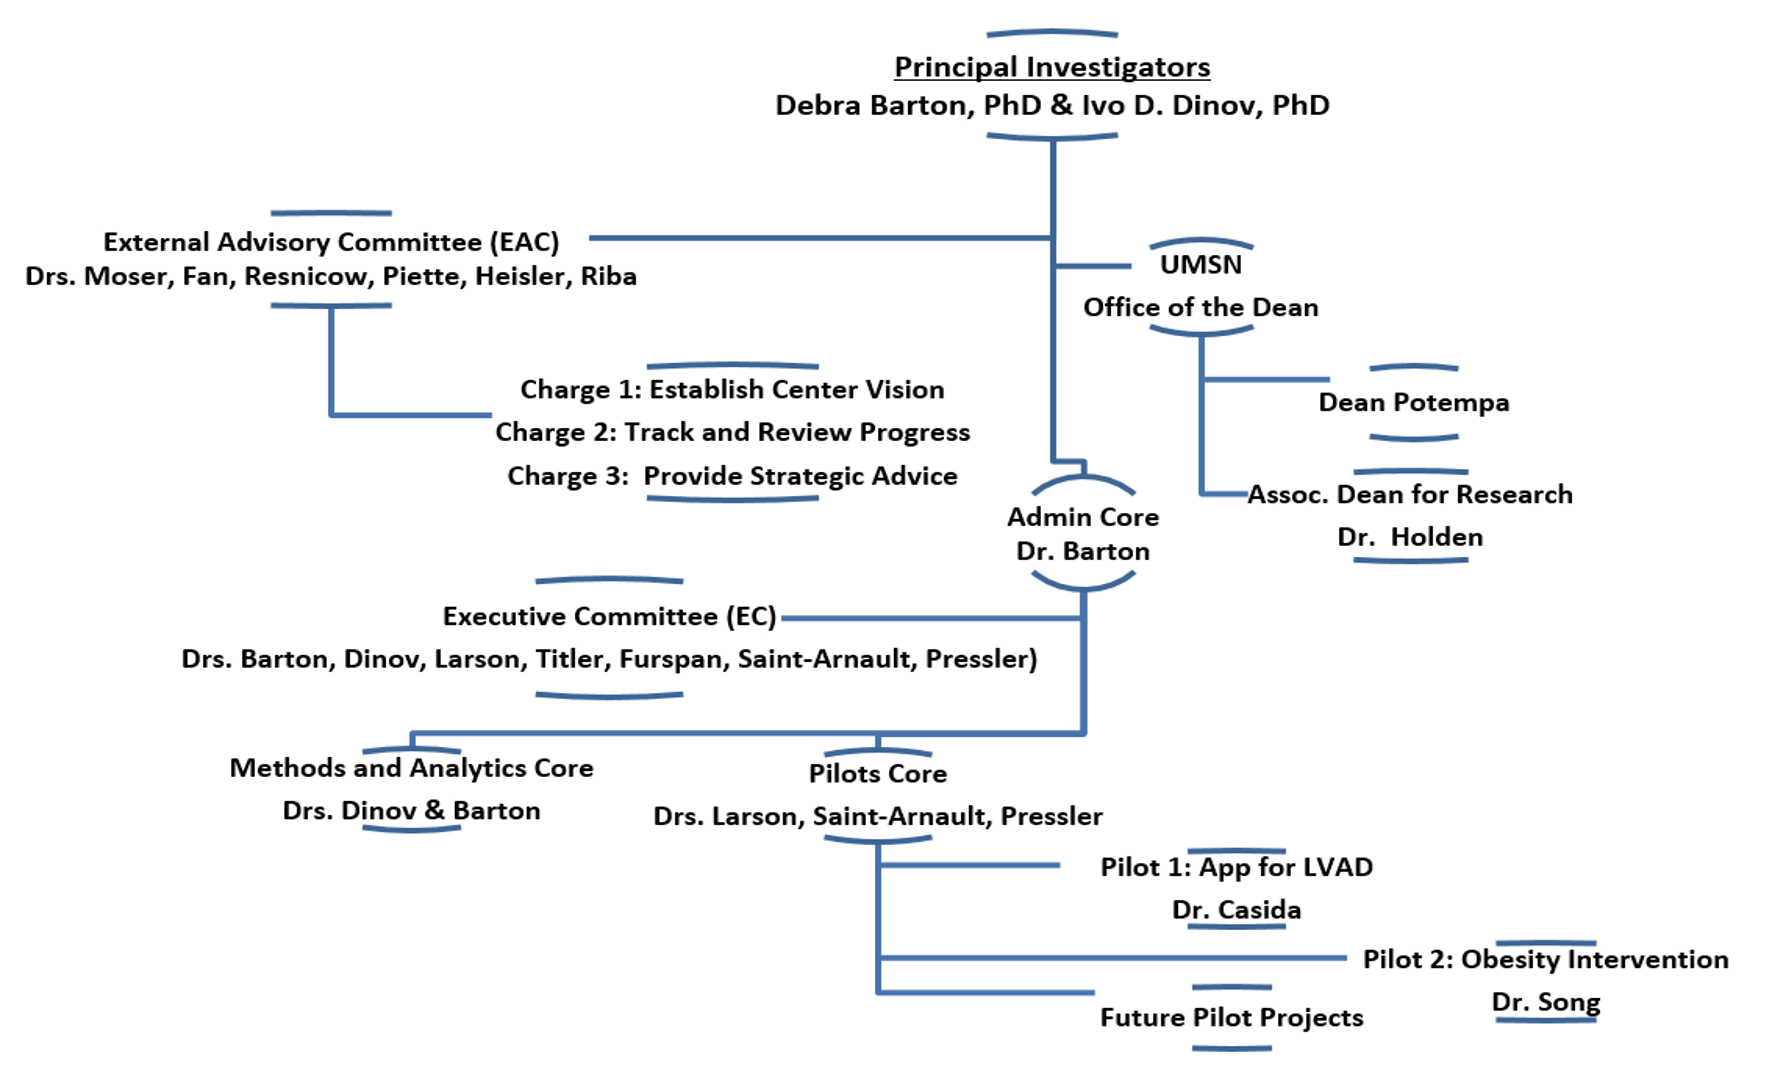 Principal Investigators
Debra Barton, PhD & Ivo D. Dinov, PhD
External Advisory Committee (EAC)
Drs. Moser, Fan, Resnicow, Piette, Heisler, Riba
UMSN
Office of the Dean
Charge 1: Establish Center Vision
Charge 2: Track and Review Progress
Charge 3:  Provide Strategic Advice
Dean Potempa
Assoc. Dean for Research
Dr.  Holden
Admin Core
Dr. Barton
Executive Committee (EC)
Drs. Barton, Dinov, Larson, Titler, Furspan, Saint-Arnault, Pressler)
Methods and Analytics Core
Drs. Dinov & Barton
Pilots Core
Drs. Larson, Saint-Arnault, Pressler
Pilot 1: App for LVAD
Dr. Casida
Pilot 2: Obesity Intervention
Dr. Song
Future Pilot Projects